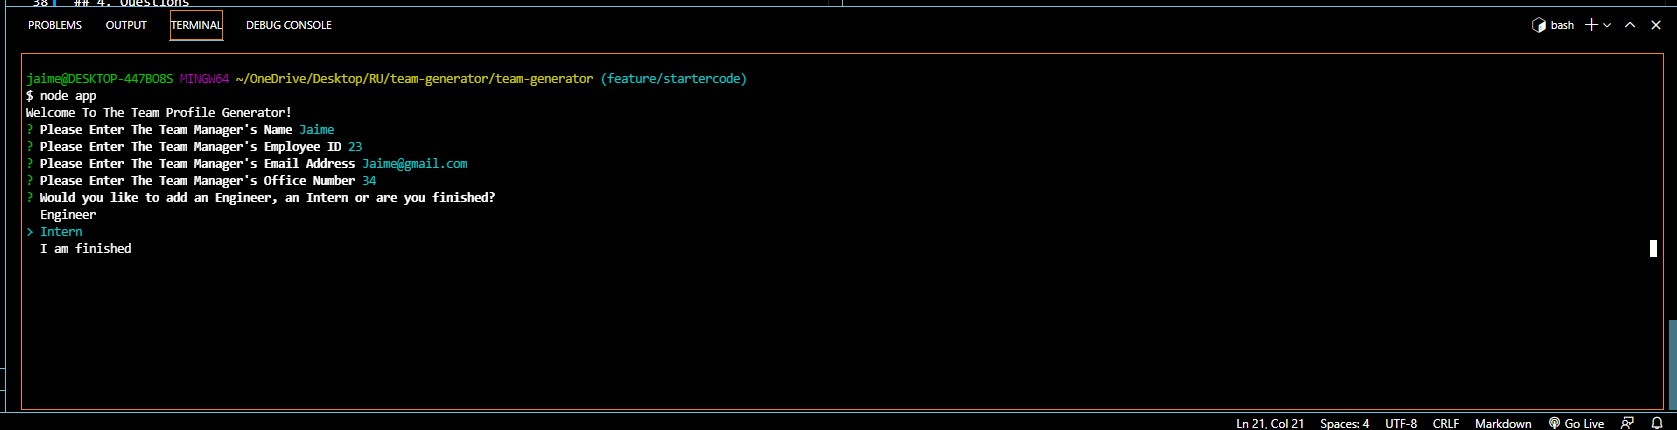 38 ## 4. Questions
PROBLEMS OUTPUT TERMINAL DEBUG CONSOLE bash
jaime@DESKTOP-447BO8S MINGW64 ~/OneDrive/Desktop/RU/team-generator/team-generator (feature/startercode)
$ node app
Welcome To The Team Profile Generator!
? Please Enter The Team Manager's Name Jaime
? Please Enter The Team Manager's Employee ID 23
? Please Enter The Team Manager's Email Address Jaime@gmail.com
? Please Enter The Team Manager's Office Number 34
? Would you like to add an Engineer, an Intern or are you finished?
Engineer
> Intern
I am finished
Ln 21, Col 21 Spaces: 4 UTF-8 CRLF Markdown Go Live